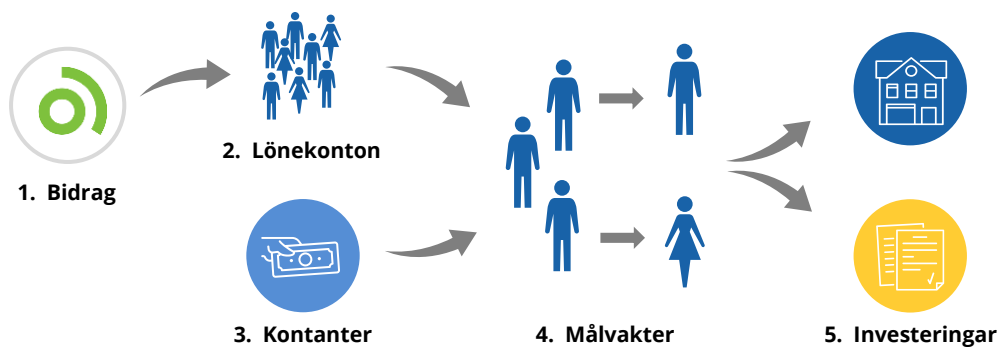 1. Bidrag
2. Lönekonton
3. Kontanter
4. Målvakter
5. Investeringar